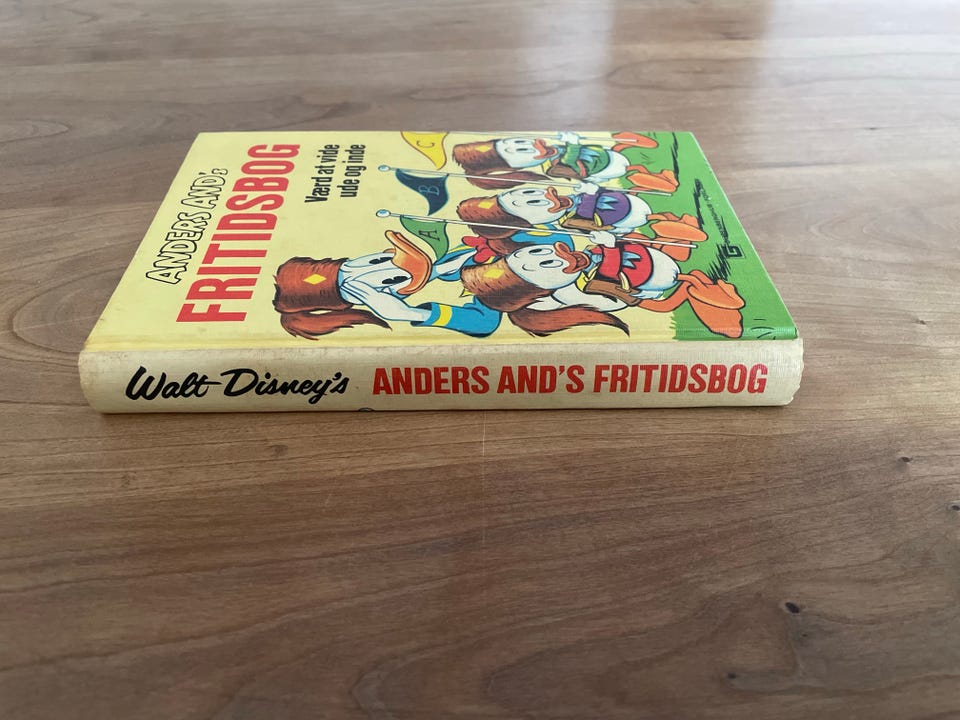 ANDERS AND's
FRITIDSBOG
Værd at vide
ude og inde
A
B
C
G
Walt Disney's ANDERS AND'S FRITIDSBOG